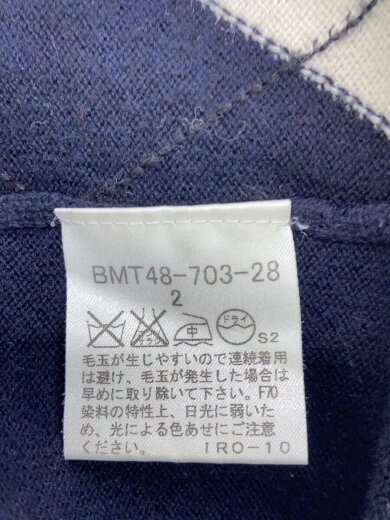 BMT48-703-28
2
中 ドライ S2
毛玉が生じやすいので連続着用
は避け、毛玉が発生した場合は
早めに取り除いて下さい。F70
染料の特性上、日光に弱いた
め、光による色あせにご注意
ください。 IRO-10